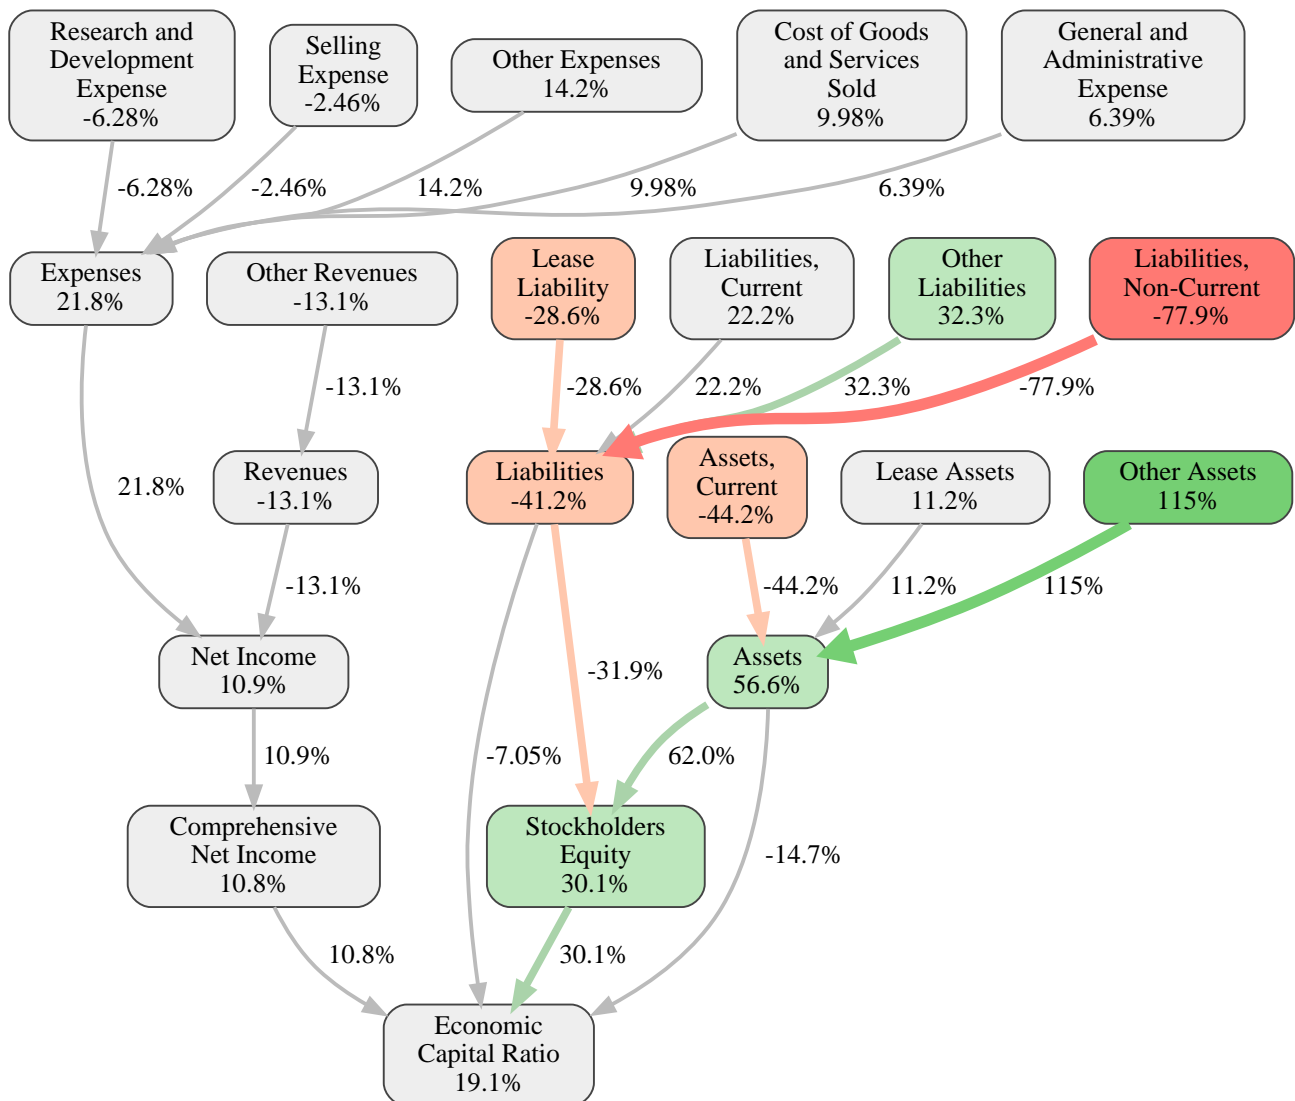 Research and
Development
Expense
-6.28%
Selling
Expense
-2.46%
Other Expenses
14.2%
Cost of Goods
and Services
Sold
9.98%
General and
Administrative
Expense
6.39%
-6.28%
-2.46%
14.2%
9.98%
6.39%
Expenses
21.8%
Other Revenues
-13.1%
Lease
Liability
-28.6%
Liabilities,
Current
22.2%
Other
Liabilities
32.3%
Liabilities,
Non-Current
-77.9%
-13.1%
-28.6%
22.2%
32.3%
-77.9%
21.8%
Revenues
-13.1%
Liabilities
-41.2%
Assets,
Current
-44.2%
Lease Assets
11.2%
Other Assets
115%
-13.1%
-44.2%
11.2%
115%
Net Income
10.9%
-31.9%
Assets
56.6%
10.9%
-7.05%
62.0%
-14.7%
Comprehensive
Net Income
10.8%
Stockholders
Equity
30.1%
10.8%
30.1%
Economic
Capital Ratio
19.1%